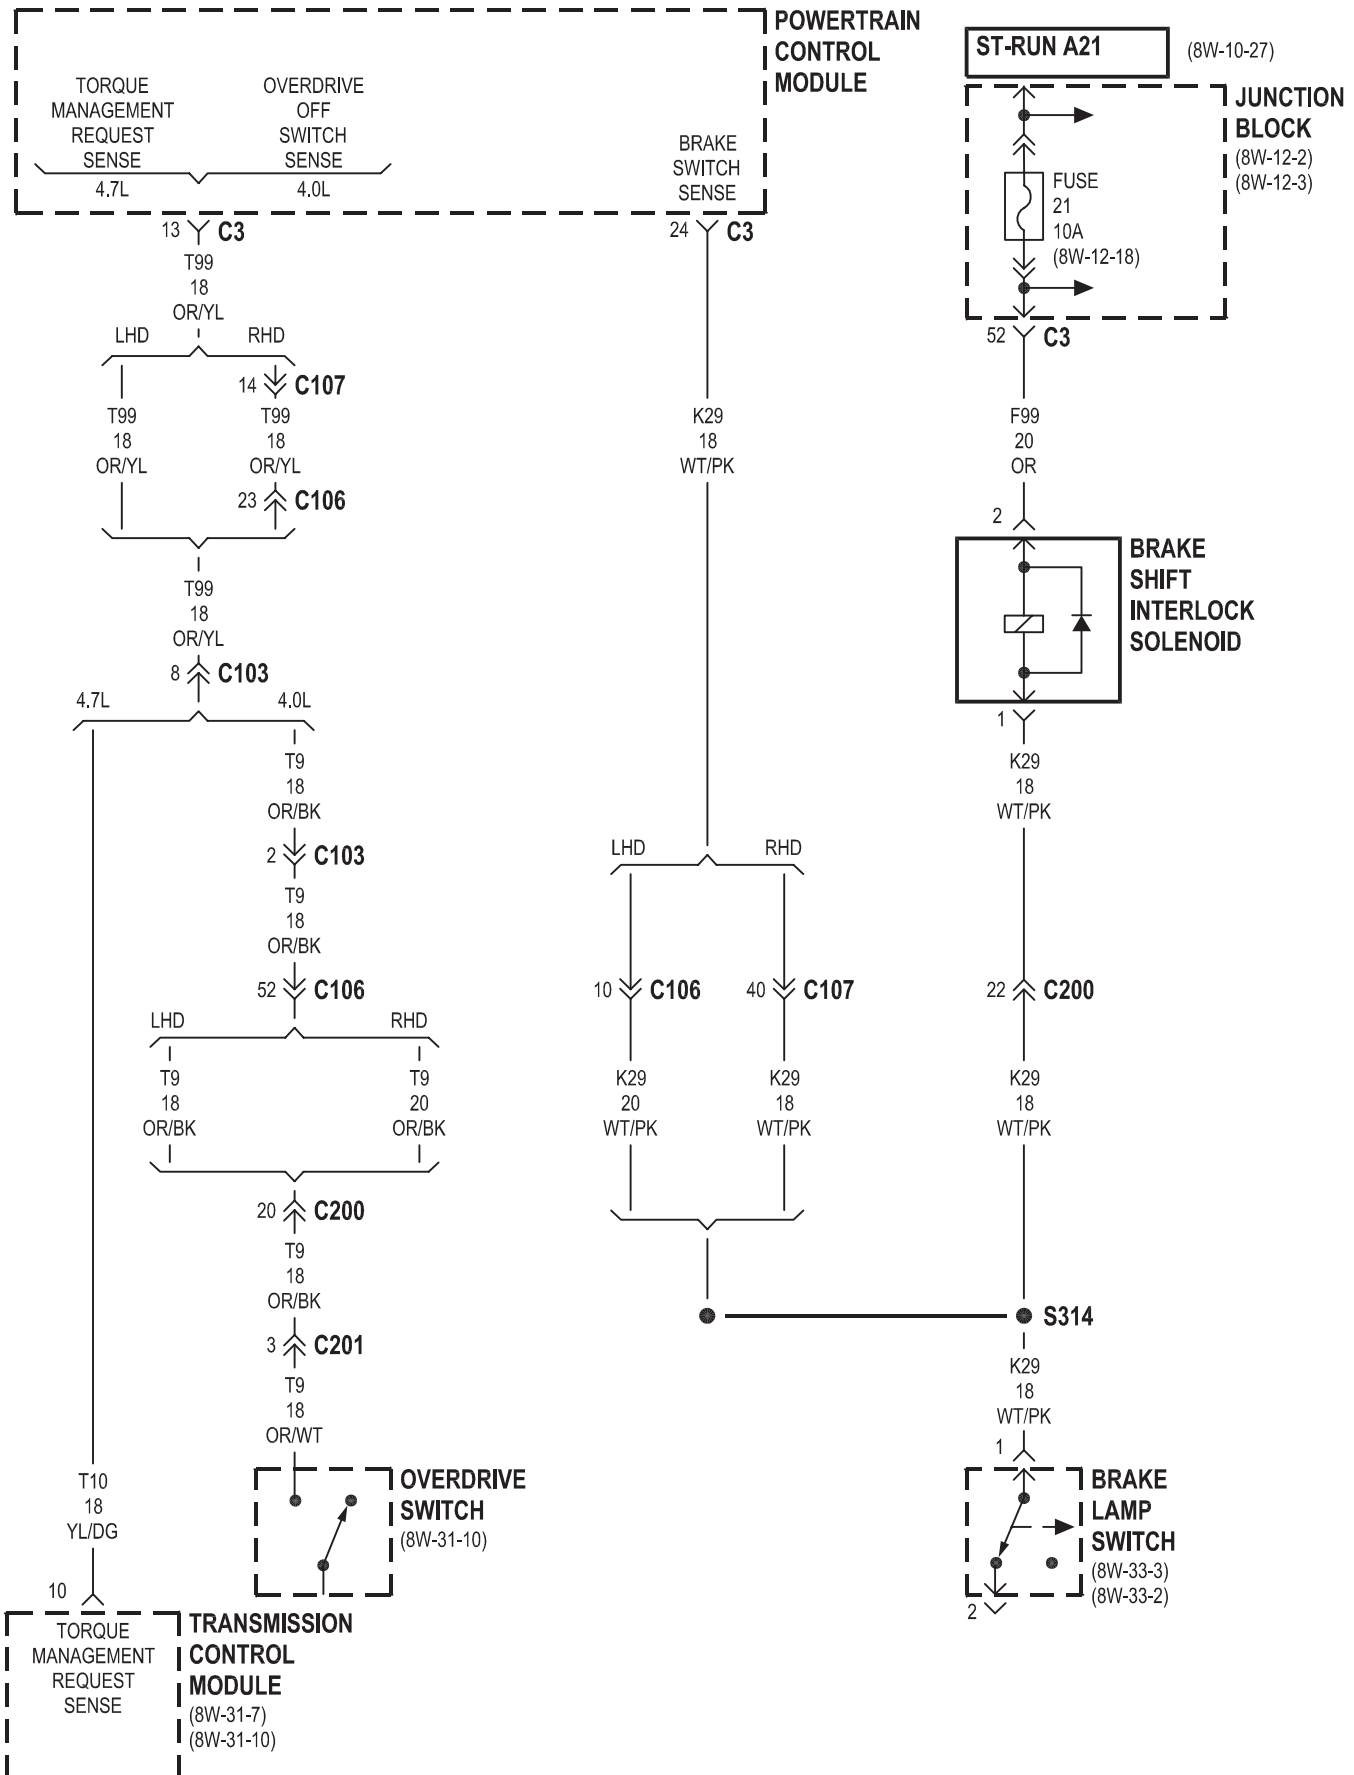 POWERTRAIN
CONTROL
MODULE
TORQUE
MANAGEMENT
REQUEST
SENSE
4.7L
OVERDRIVE
OFF
SWITCH
SENSE
4.0L
BRAKE
SWITCH
SENSE
ST-RUN A21
(8W-10-27)
JUNCTION
BLOCK
(8W-12-2)
(8W-12-3)
FUSE
21
10A
(8W-12-18)
13 C3
T99
18
OR/YL
LHD RHD
14 C107
T99
18
OR/YL
T99
18
OR/YL
23 C106
T99
18
OR/YL
8 C103
4.7L 4.0L
T9
18
OR/BK
2 C103
T9
18
OR/BK
52 C106
LHD RHD
T9
18
OR/BK
T9
20
OR/BK
20 C200
T9
18
OR/BK
3 C201
T9
18
OR/WT
OVERDRIVE
SWITCH
(8W-31-10)
T10
18
YL/DG
10
TORQUE
MANAGEMENT
REQUEST
SENSE
TRANSMISSION
CONTROL
MODULE
(8W-31-7)
(8W-31-10)
24 C3
K29
18
WT/PK
LHD RHD
10 C106
40 C107
K29
20
WT/PK
K29
18
WT/PK
52 C3
F99
20
OR
2
BRAKE
SHIFT
INTERLOCK
SOLENOID
1
K29
18
WT/PK
22 C200
K29
18
WT/PK
S314
K29
18
WT/PK
1
BRAKE
LAMP
SWITCH
(8W-33-3)
(8W-33-2)
2